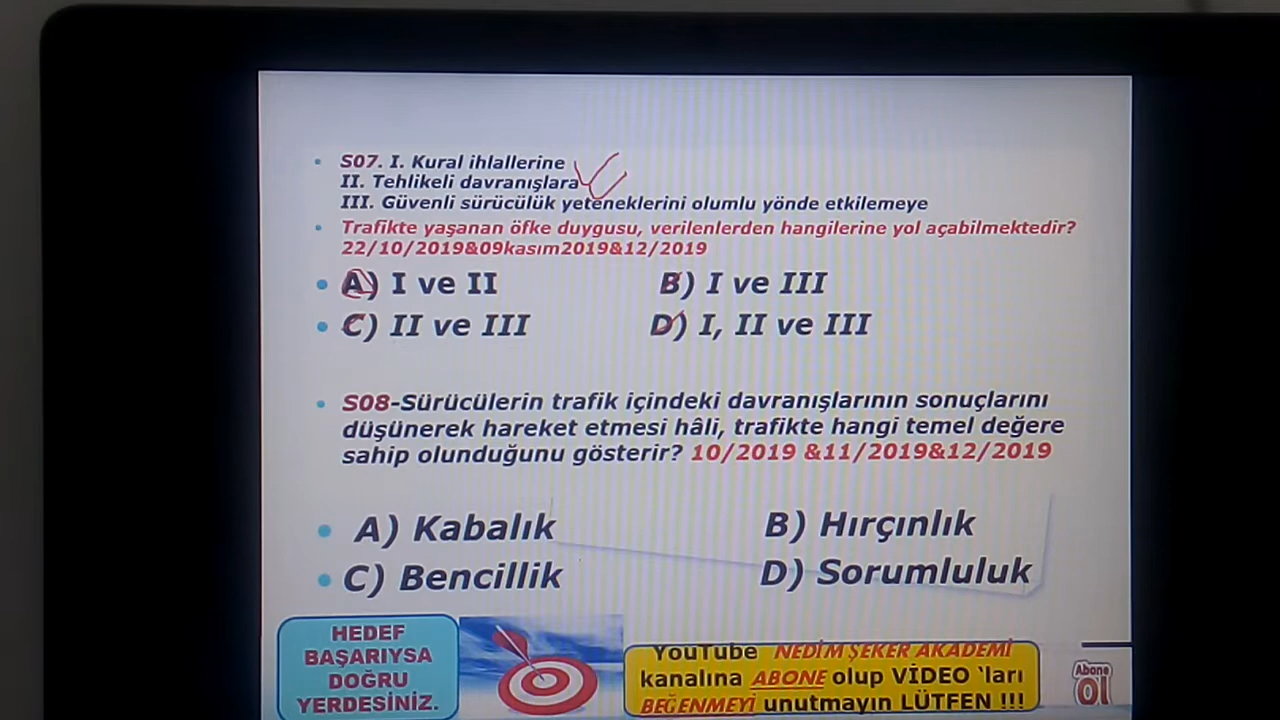 S07. I. Kural ihlallerine
II. Tehlikeli davranışlara
III. Güvenli sürücülük yeteneklerini olumlu yönde etkilemeye
Trafikte yaşanan öfke duygusu, verilenlerden hangilerine yol açabilmektedir?
22/10/2019&09kasım2019&12/2019
A) I ve II B) I ve III
C) II ve III D) I, II ve III
S08-Sürücülerin trafik içindeki davranışlarının sonuçlarını
düşünerek hareket etmesi hâli, trafikte hangi temel değere
sahip olunduğunu gösterir? 10/2019 &11/2019&12/2019
A) Kabalık B) Hırçınlık
C) Bencillik D) Sorumluluk
HEDEF
BAŞARIYSA
DOĞRU
YERDESİNİZ.
YouTube NEDİM ŞEKER AKADEMİ
kanalına ABONE olup VİDEO ‘ları
BEĞENMEYİ unutmayın LÜTFEN !!!
Abone
Ol